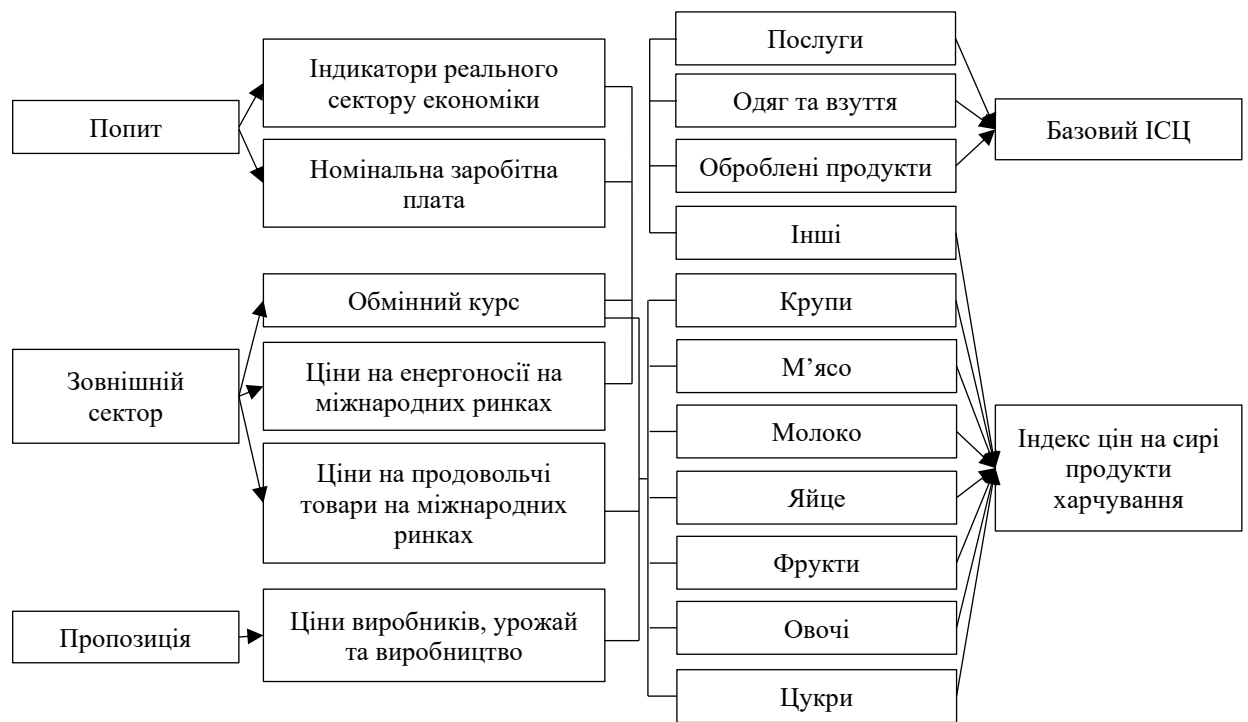 Попит
Зовнішній
сектор
Пропозиція
Індикатори реального
сектору економіки
Номінальна заробітна
плата
Обмінний курс
Ціни на енергоносії на
міжнародних ринках
Ціни на продовольчі
товари на міжнародних
ринках
Ціни виробників, урожай
та виробництво
Послуги
Одяг та взуття
Оброблені продукти
Інші
Крупи
М’ясо
Молоко
Яйце
Фрукти
Овочі
Цукри
Базовий ІСЦ
Індекс цін на сирі
продукти
харчування